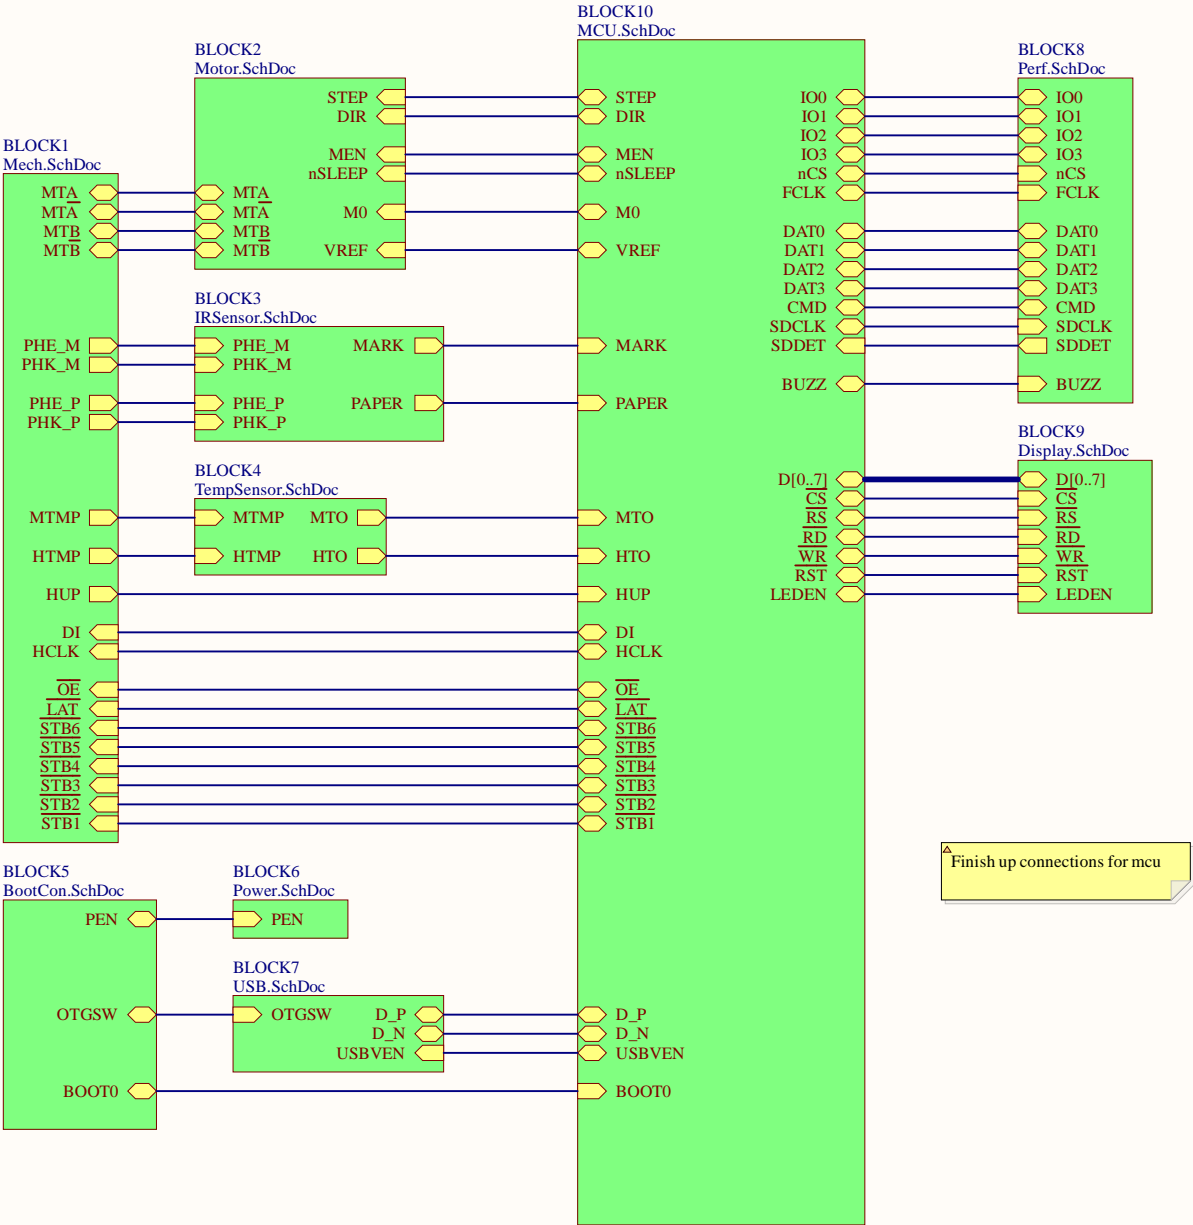 BLOCK10
MCU.SchDoc
BLOCK2
Motor.SchDoc
STEP
DIR
MEN
nSLEEP
M0
VREF
MTA
MTA
MTB
MTB
BLOCK1
Mech.SchDoc
MTA
MTA
MTB
MTB
PHE_M
PHK_M
PHE_P
PHK_P
MTMP
HTMP
HUP
DI
HCLK
OE
LAT
STB6
STB5
STB4
STB3
STB2
STB1
BLOCK3
IRSensor.SchDoc
PHE_M MARK
PHK_M
PHE_P PAPER
PHK_P
BLOCK4
TempSensor.SchDoc
MTMP MTO
HTMP HTO
STEP
DIR
MEN
nSLEEP
M0
VREF
MARK
PAPER
MTO
HTO
HUP
DI
HCLK
OE
LAT
STB6
STB5
STB4
STB3
STB2
STB1
D_P
D_N
USBVEN
BOOT0
IO0
IO1
IO2
IO3
nCS
FCLK
DAT0
DAT1
DAT2
DAT3
CMD
SDCLK
SDDET
BUZZ
D[0..7]
CS
RS
RD
WR
RST
LEDEN
BLOCK8
Perf.SchDoc
IO0
IO1
IO2
IO3
nCS
FCLK
DAT0
DAT1
DAT2
DAT3
CMD
SDCLK
SDDET
BUZZ
BLOCK9
Display.SchDoc
D[0..7]
CS
RS
RD
WR
RST
LEDEN
Finish up connections for mcu
BLOCK5
BootCon.SchDoc
PEN
OTGSW
BOOT0
BLOCK6
Power.SchDoc
PEN
BLOCK7
USB.SchDoc
OTGSW D_P
D_N
USBVEN